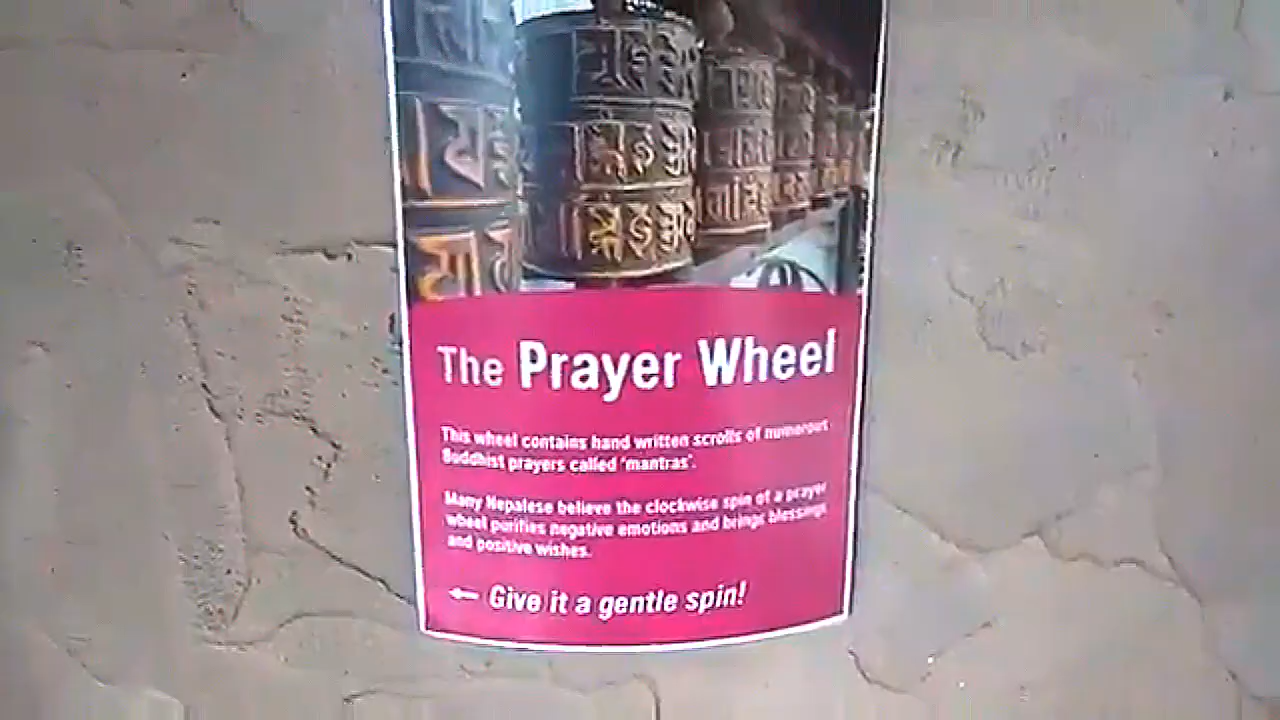 The Prayer Wheel
This wheel contains hand written scrolls of numerous
Buddhist prayers called 'mantras'.
Many Nepalese believe the clockwise spin of a prayer
wheel purifies negative emotions and brings blessings
and positive wishes.
← Give it a gentle spin!